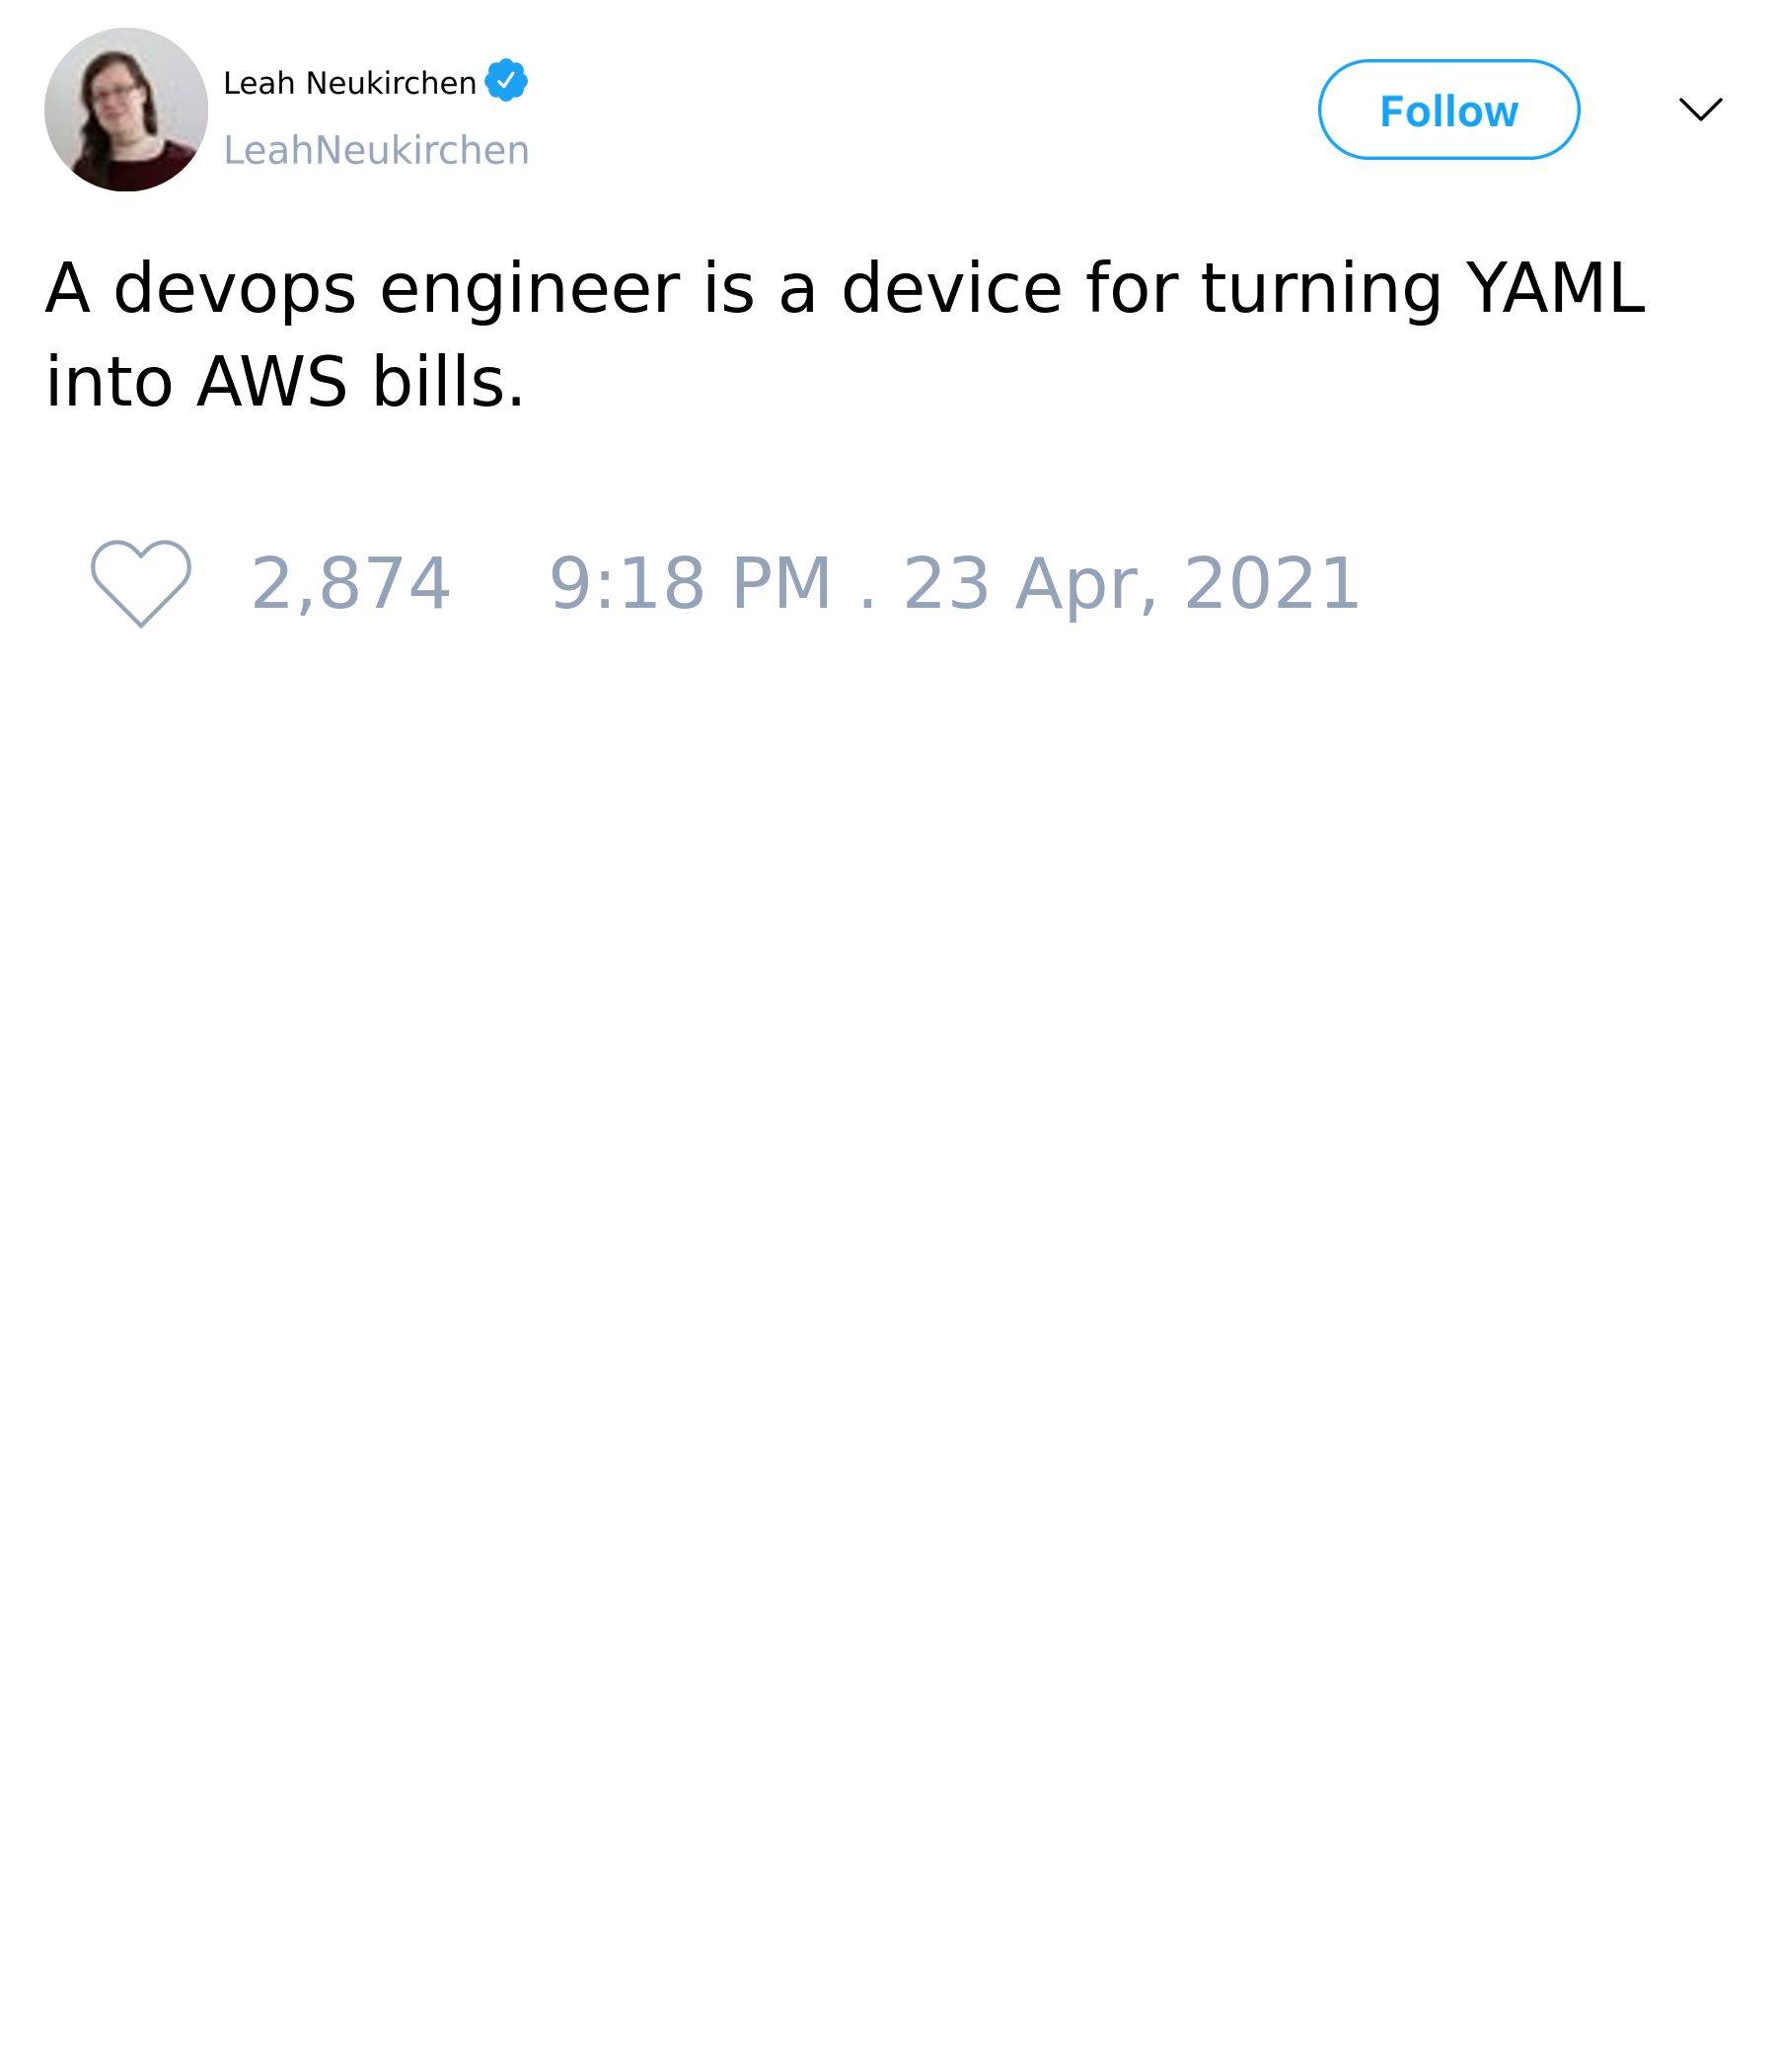 Leah Neukirchen
LeahNeukirchen
Follow
A devops engineer is a device for turning YAML
into AWS bills.
2,874 9:18 PM . 23 Apr, 2021